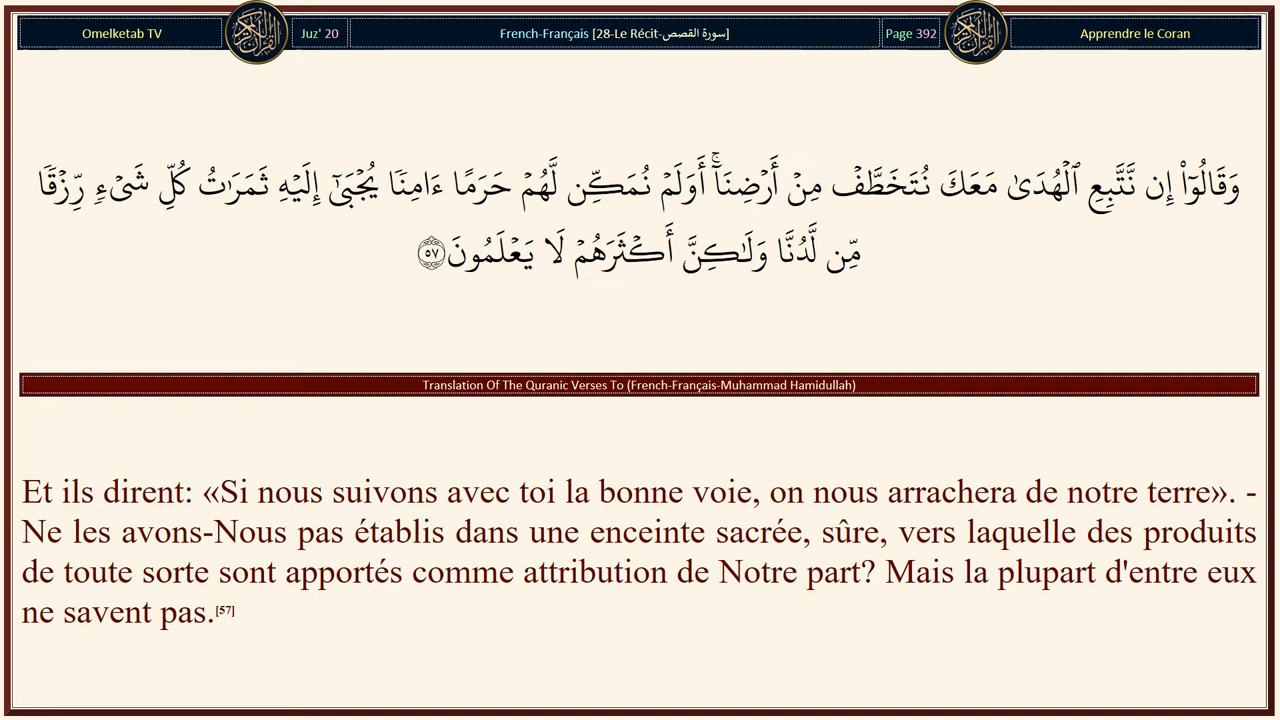 Omelketab TV
Juz' 20
French-Français [28-Le Récit-سورة القصص]
Page 392
Apprendre le Coran
وَقَالُوٓاْ إِن نَّتَّبِعِ ٱلۡهُدَىٰ مَعَكَ نُتَخَطَّفۡ مِنۡ أَرۡضِنَآۚ أَوَلَمۡ نُمَكِّن لَّهُمۡ حَرَمًا ءَامِنٗا يُجۡبَىٰٓ إِلَيۡهِ ثَمَرَٰتُ كُلِّ شَيۡءٖ رِّزۡقٗا
مِّن لَّدُنَّا وَلَٰكِنَّ أَكۡثَرَهُمۡ لَا يَعۡلَمُونَ ٥٧
Translation Of The Quranic Verses To (French-Français-Muhammad Hamidullah)
Et ils dirent: «Si nous suivons avec toi la bonne voie, on nous arrachera de notre terre». -
Ne les avons-Nous pas établis dans une enceinte sacrée, sûre, vers laquelle des produits
de toute sorte sont apportés comme attribution de Notre part? Mais la plupart d'entre eux
ne savent pas.[57]